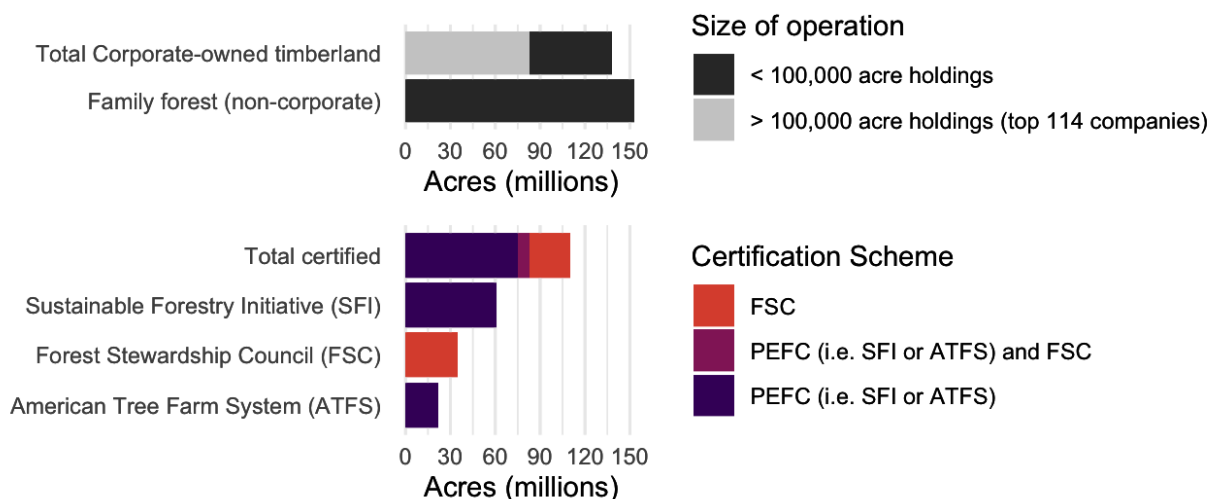 Total Corporate-owned timberland
Family forest (non-corporate)
0 30 60 90 120 150
Acres (millions)
Size of operation
< 100,000 acre holdings
> 100,000 acre holdings (top 114 companies)
Total certified
Sustainable Forestry Initiative (SFI)
Forest Stewardship Council (FSC)
American Tree Farm System (ATFS)
0 30 60 90 120 150
Acres (millions)
Certification Scheme
FSC
PEFC (i.e. SFI or ATFS) and FSC
PEFC (i.e. SFI or ATFS)